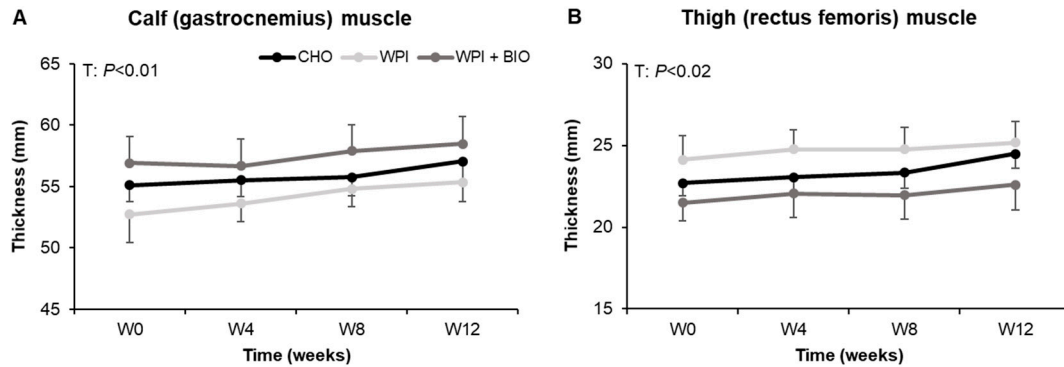 A Calf (gastrocnemius) muscle
CHO WPI WPI + BIO
T: P<0.01
65
60
55
50
45
Thickness (mm)
W0 W4 W8 W12
Time (weeks)
B Thigh (rectus femoris) muscle
T: P<0.02
30
25
20
15
Thickness (mm)
W0 W4 W8 W12
Time (weeks)